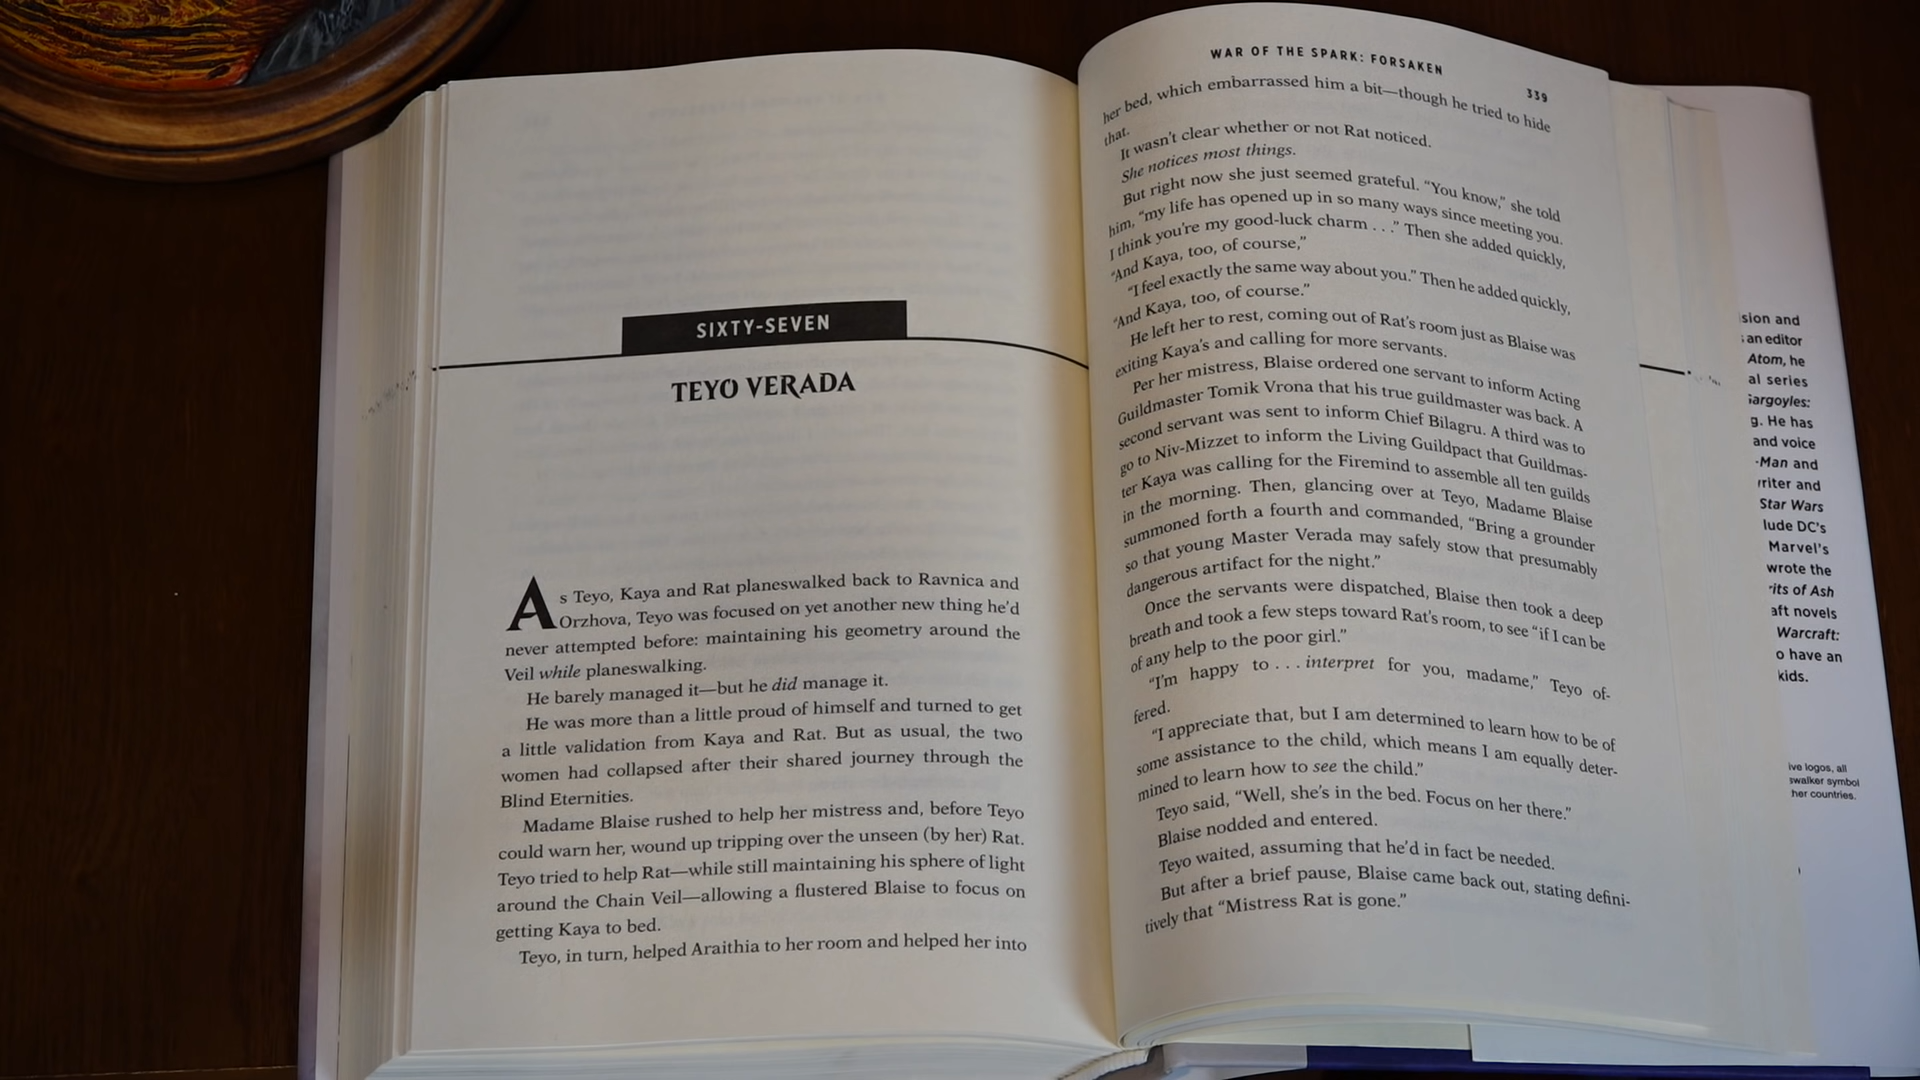 SIXTY-SEVEN
TEYO VERADA
As Teyo, Kaya and Rat planeswalked back to Ravnica and
Orzhova, Teyo was focused on yet another new thing he'd
never attempted before: maintaining his geometry around the
Veil while planeswalking.
He barely managed it—but he did manage it.
He was more than a little proud of himself and turned to get
a little validation from Kaya and Rat. But as usual, the two
women had collapsed after their shared journey through the
Blind Eternities.
Madame Blaise rushed to help her mistress and, before Teyo
could warn her, wound up tripping over the unseen (by her) Rat.
Teyo tried to help Rat—while still maintaining his sphere of light
around the Chain Veil—allowing a flustered Blaise to focus on
getting Kaya to bed.
Teyo, in turn, helped Araithia to her room and helped her into
WAR OF THE SPARK: FORSAKEN
339
her bed, which embarrassed him a bit—though he tried to hide
that.
It wasn't clear whether or not Rat noticed.
She notices most things.
But right now she just seemed grateful. "You know," she told
him, "my life has opened up in so many ways since meeting you.
I think you're my good-luck charm . . ." Then she added quickly,
"And Kaya, too, of course,"
"I feel exactly the same way about you." Then he added quickly,
"And Kaya, too, of course."
He left her to rest, coming out of Rat's room just as Blaise was
exiting Kaya's and calling for more servants.
Per her mistress, Blaise ordered one servant to inform Acting
Guildmaster Tomik Vrona that his true guildmaster was back. A
second servant was sent to inform Chief Bilagru. A third was to
go to Niv-Mizzet to inform the Living Guildpact that Guildmas-
ter Kaya was calling for the Firemind to assemble all ten guilds
in the morning. Then, glancing over at Teyo, Madame Blaise
summoned forth a fourth and commanded, "Bring a grounder
so that young Master Verada may safely stow that presumably
dangerous artifact for the night."
Once the servants were dispatched, Blaise then took a deep
breath and took a few steps toward Rat's room, to see "if I can be
of any help to the poor girl."
"I'm happy to . . . interpret for you, madame," Teyo of-
fered.
"I appreciate that, but I am determined to learn how to be of
some assistance to the child, which means I am equally deter-
mined to learn how to see the child."
Teyo said, "Well, she's in the bed. Focus on her there."
Blaise nodded and entered.
Teyo waited, assuming that he'd in fact be needed.
But after a brief pause, Blaise came back out, stating defini-
tively that "Mistress Rat is gone."
sion and
an editor
Atom, he
al series
Gargoyles:
g. He has
and voice
-Man and
rriter and
Star Wars
lude DC's
Marvel's
wrote the
rits of Ash
aft novels
Warcraft:
o have an
kids.
ive logos, all
swalker symbol
her countries.